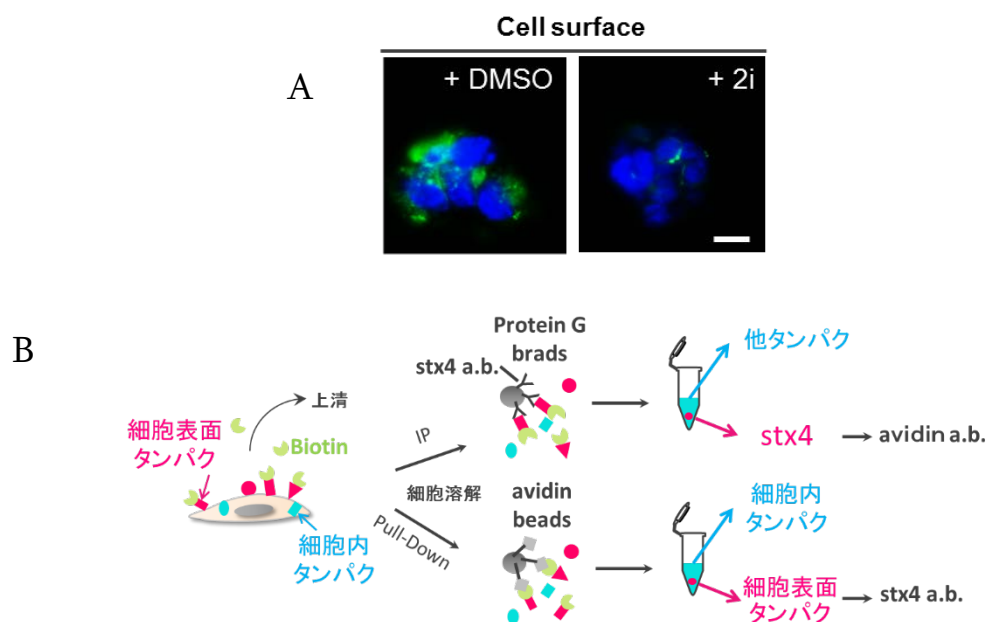 Cell surface
A
+ DMSO
+ 2i
B
Protein G
brads
stx4 a.b.
他タンパク
上清
細胞表面
タンパク
Biotin
IP
stx4
avidin a.b.
細胞溶解
avidin
beads
細胞内
タンパク
Pull-Down
細胞内
タンパク
細胞表面
タンパク
stx4 a.b.